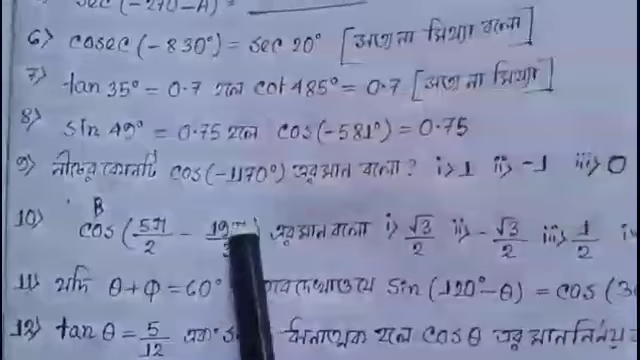 sec(-270-A) =
6> cosec(-830°) = sec 20° [সত্য না মিথ্যা বলো]
7> tan 35° = 0.7 হলে cot 485° = 0.7 [সত্য না মিথ্যা]
8> sin 49° = 0.75 হলে cos(-581°) = 0.75
9> নীচের কোনটি cos(-1170°) এর মান বলো? i> 1 ii> -1 iii> 0
B
10> cos(5π/2 - 19π/3) এর মান বলো i> √3/2 ii> -√3/2 iii> 1/2
11> যদি θ+φ = 60° sin(120°-θ) = cos(3
12> tan θ = 5/12 এবং ঋনাত্মক হলে cos θ এর মান নির্ণয়